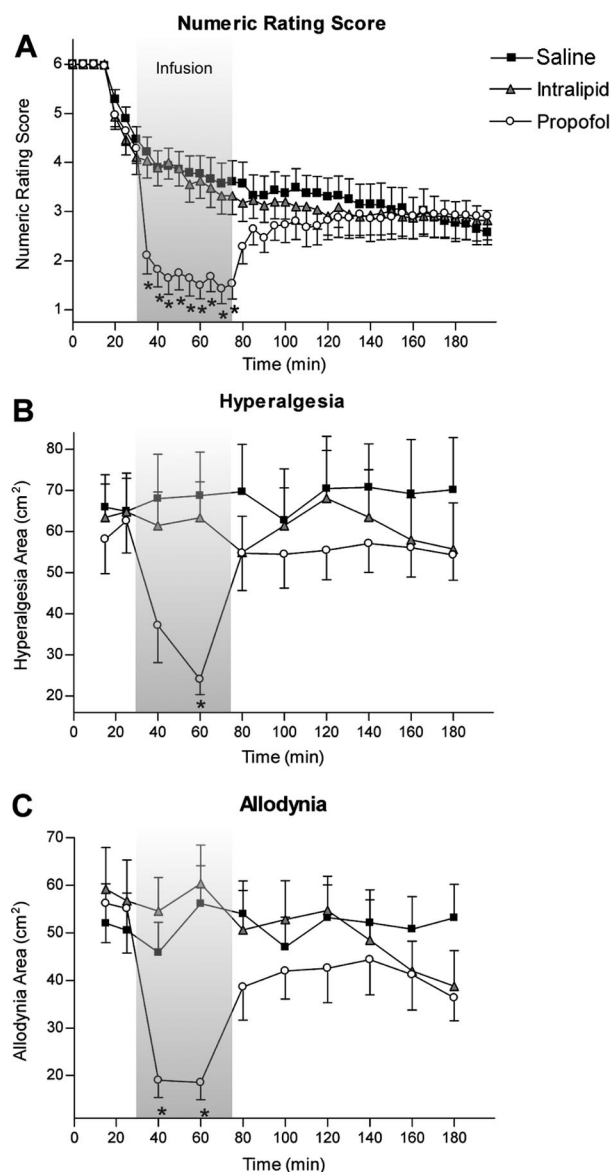 Numeric Rating Score
A
Infusion
Saline
Intralipid
Propofol
Numeric Rating Score
6
5
4
3
2
1
* * * * * * * * *
0 20 40 60 80 100 120 140 160 180
Time (min)
Hyperalgesia
B
Hyperalgesia Area (cm²)
80
70
60
50
40
30
20
*
0 20 40 60 80 100 120 140 160 180
Time (min)
Allodynia
C
Allodynia Area (cm²)
70
60
50
40
30
20
* *
0 20 40 60 80 100 120 140 160 180
Time (min)